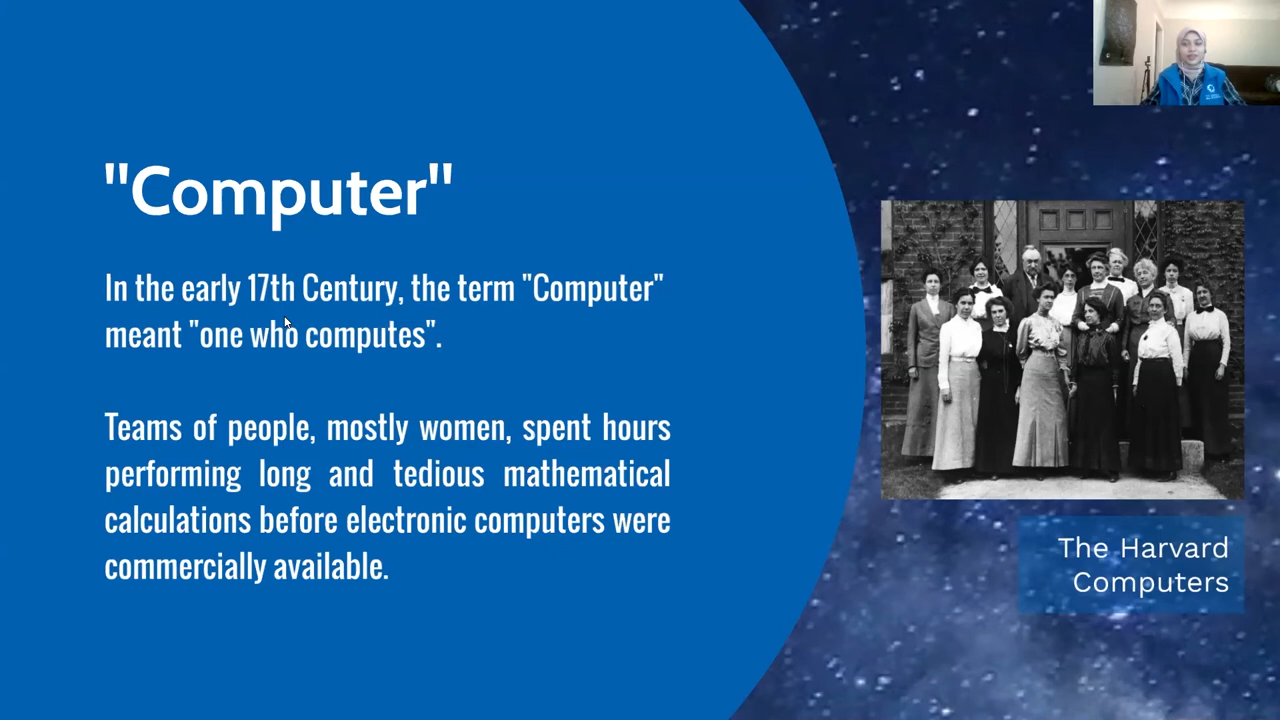 "Computer"
In the early 17th Century, the term "Computer"
meant "one who computes".
Teams of people, mostly women, spent hours
performing long and tedious mathematical
calculations before electronic computers were
commercially available.
The Harvard
Computers